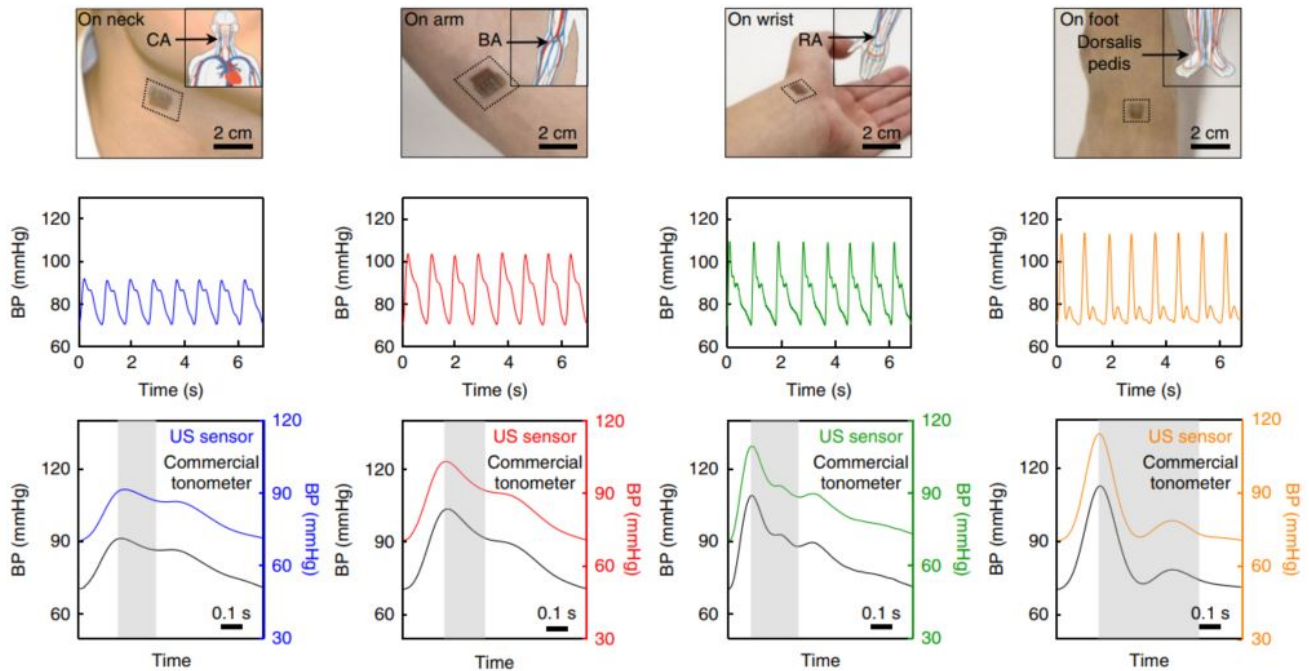 On neck
CA
2 cm
On arm
BA
2 cm
On wrist
RA
2 cm
On foot
Dorsalis
pedis
2 cm
BP (mmHg)
120
100
80
60
0
2
4
6
Time (s)
BP (mmHg)
120
100
80
60
0
2
4
6
Time (s)
BP (mmHg)
120
100
80
60
0
2
4
6
Time (s)
BP (mmHg)
120
100
80
60
0
2
4
6
Time (s)
BP (mmHg)
120
90
60
US sensor
Commercial
tonometer
0.1 s
120
90
60
30
BP (mmHg)
Time
BP (mmHg)
120
90
60
US sensor
Commercial
tonometer
0.1 s
120
90
60
30
BP (mmHg)
Time
BP (mmHg)
120
90
60
US sensor
Commercial
tonometer
0.1 s
120
90
60
30
BP (mmHg)
Time
BP (mmHg)
120
90
60
US sensor
Commercial
tonometer
0.1 s
120
90
60
30
BP (mmHg)
Time